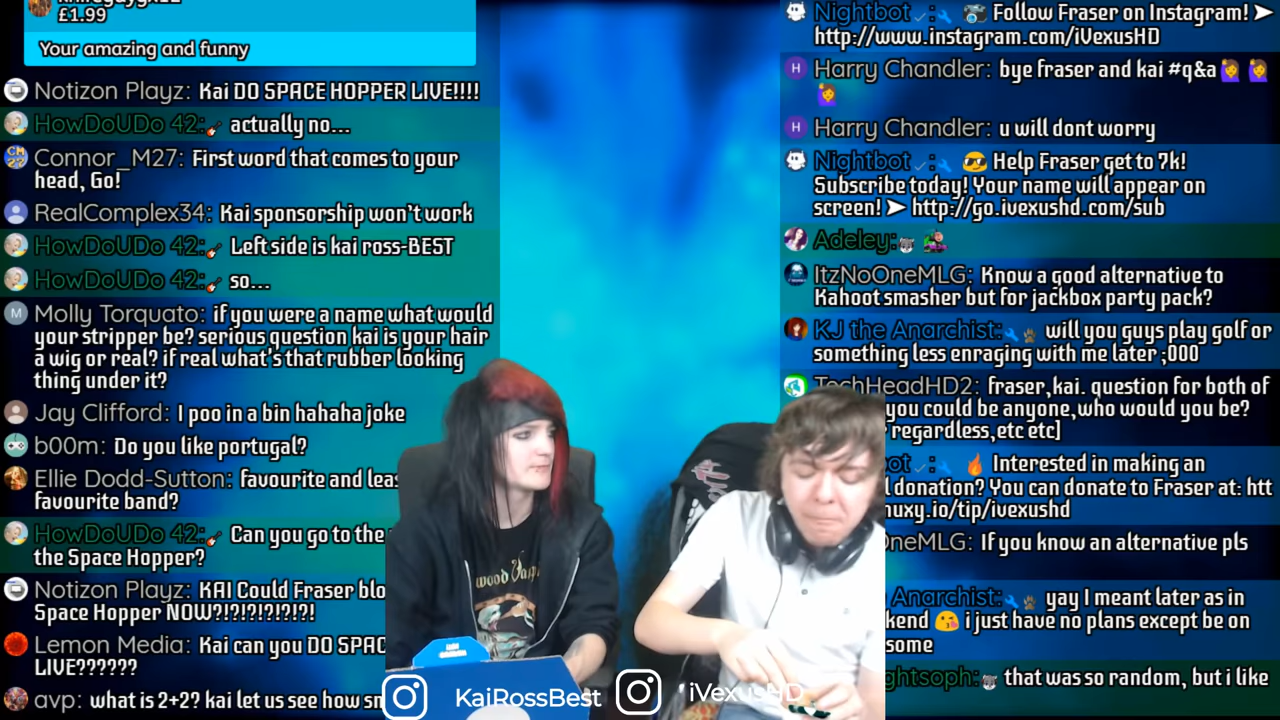 £1.99
Your amazing and funny
Notizon Playz: Kai DO SPACE HOPPER LIVE!!!!
HowDoUDo 42: actually no...
Connor_M27: First word that comes to your
head, Go!
RealComplex34: Kai sponsorship won't work
HowDoUDo 42: Left side is kai ross-BEST
HowDoUDo 42: so...
Molly Torquato: if you were a name what would
your stripper be? serious question kai is your hair
a wig or real? if real what's that rubber looking
thing under it?
Jay Clifford: I poo in a bin hahaha joke
b00m: Do you like portugal?
Ellie Dodd-Sutton: favourite and
favourite band?
HowDoUDo 42: Can you go to the
the Space Hopper?
Notizon Playz: KAI Could Fraser
Space Hopper NOW?!?!?!?!?!?!
Lemon Media: Kai can you DO
LIVE??????
avp: what is 2+2? kai let us see how
Nightbot: Follow Fraser on Instagram! ➤
http://www.instagram.com/iVexusHD
Harry Chandler: bye fraser and kai #q&a 🙋 🙋
🙋
Harry Chandler: u will dont worry
Nightbot: 😎 Help Fraser get to 7k!
Subscribe today! Your name will appear on
screen! ➤ http://go.ivexushd.com/sub
Adeley:
ItzNoOneMLG: Know a good alternative to
Kahoot smasher but for jackbox party pack?
KJ the Anarchist: will you guys play golf or
something less enraging with me later ;000
TechHeadHD2: fraser,kai. question for both of
you could be anyone,who would you be?
regardless,etc etc]
🔥 Interested in making an
donation? You can donate to Fraser at: htt
/tip/ivexushd
If you know an alternative pls
Anarchist: yay I meant later as in
😘 i just have no plans except be on
some
that was so random, but i like
wood
KaiRossBest
iVexusHD